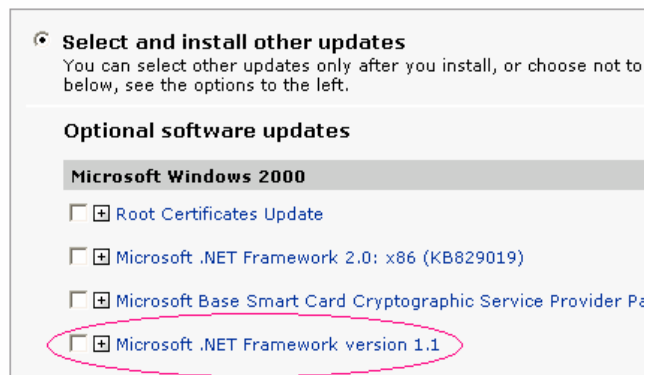 Select and install other updates
You can select other updates only after you install, or choose not to
below, see the options to the left.
Optional software updates
Microsoft Windows 2000
Root Certificates Update
Microsoft .NET Framework 2.0: x86 (KB829019)
Microsoft Base Smart Card Cryptographic Service Provider
Microsoft .NET Framework version 1.1